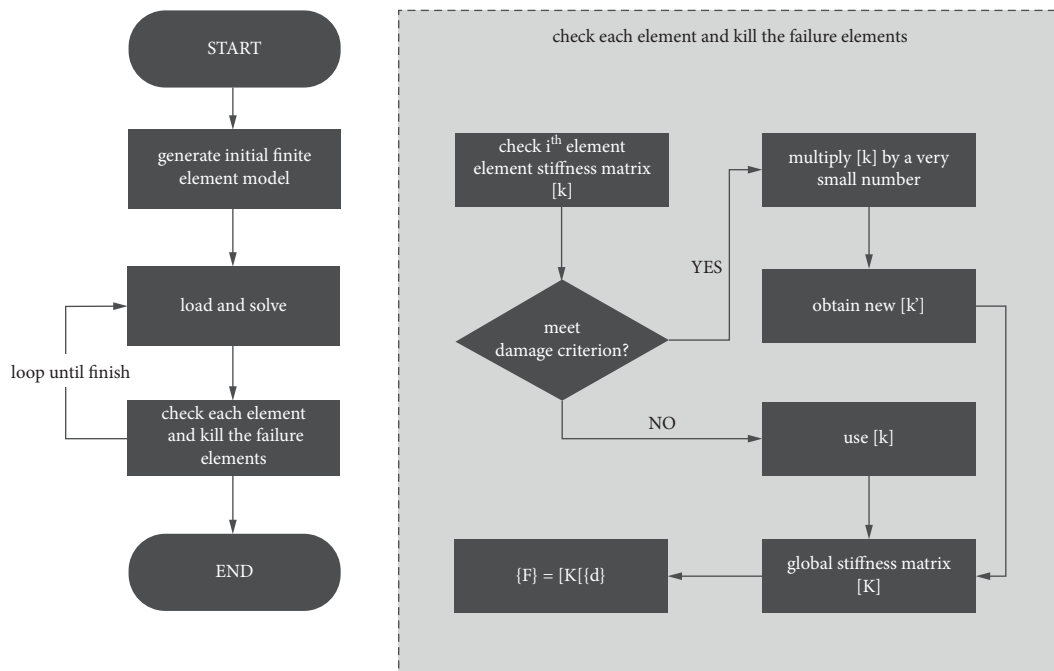 START
generate initial finite
element model
load and solve
loop until finish
check each element
and kill the failure
elements
END
check each element and kill the failure elements
check i^th element
element stiffness matrix
[k]
multiply [k] by a very
small number
YES
obtain new [k’]
meet
damage criterion?
NO
use [k]
global stiffness matrix
[K]
{F} = [K[{d}